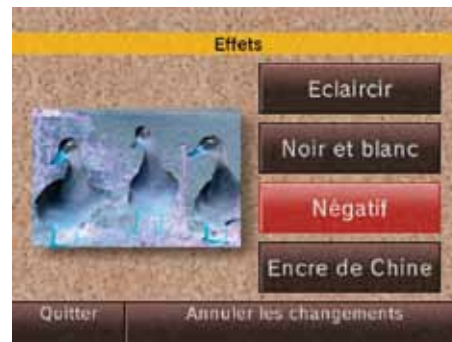 Effets
Eclaircir
Noir et blanc
Négatif
Encre de Chine
Quitter
Annuler les changements